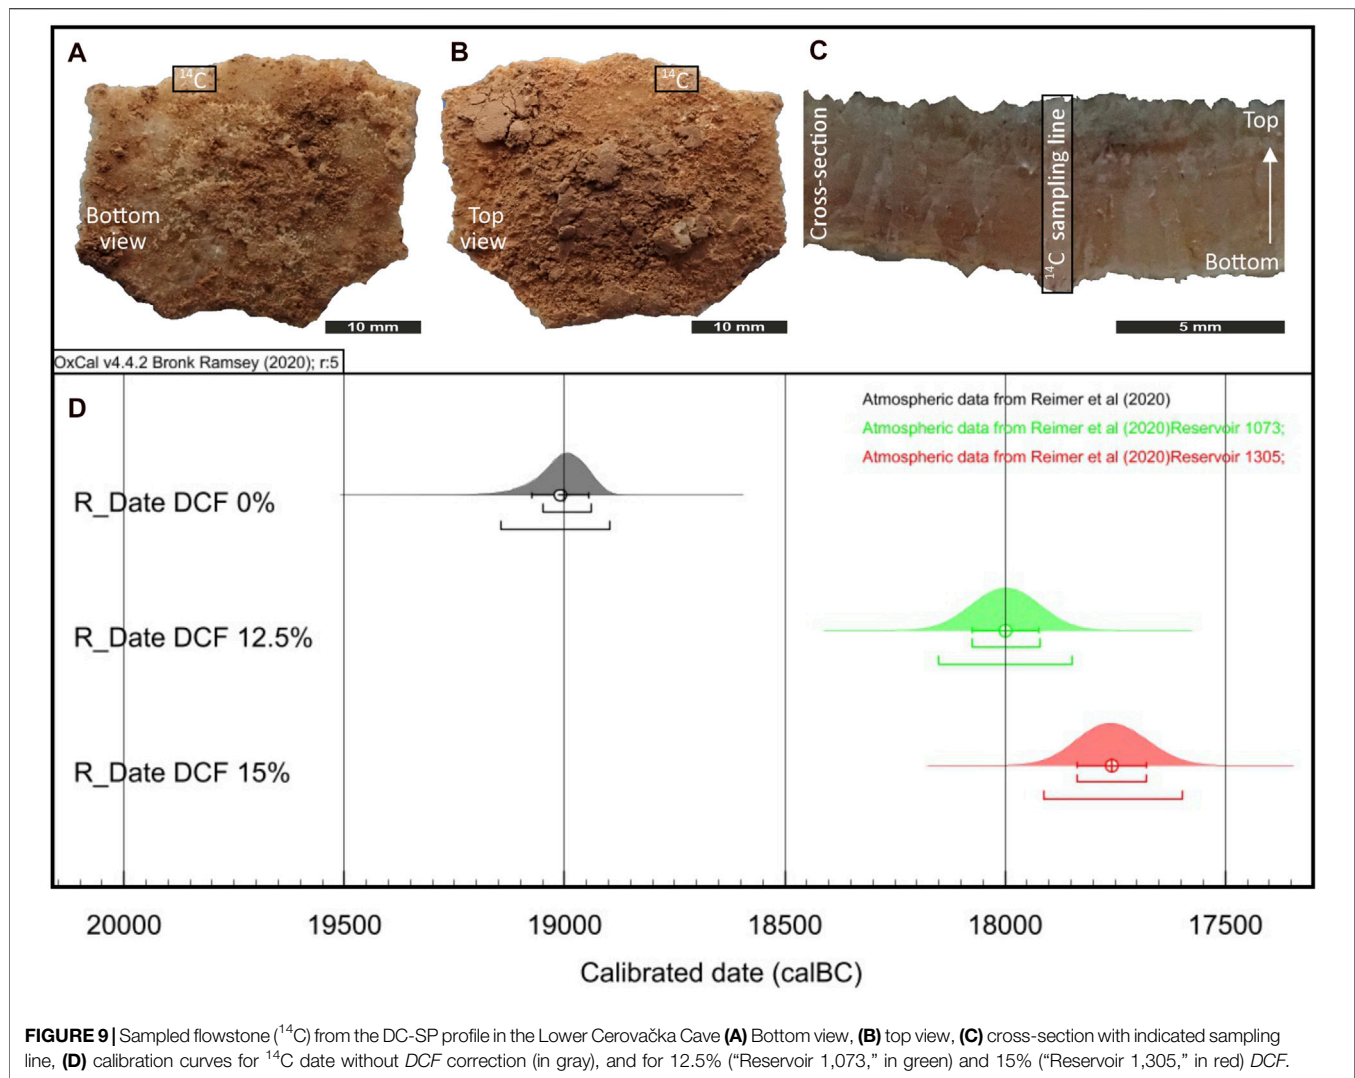 A
B
C
14C
14C
Bottom
view
Top
view
Cross-section
14C sampling line
Top
Bottom
10 mm
10 mm
5 mm
OxCal v4.4.2 Bronk Ramsey (2020); r:5
D
Atmospheric data from Reimer et al (2020)
Atmospheric data from Reimer et al (2020)Reservoir 1073;
Atmospheric data from Reimer et al (2020)Reservoir 1305;
R_Date DCF 0%
R_Date DCF 12.5%
R_Date DCF 15%
20000 19500 19000 18500 18000 17500
Calibrated date (calBC)
FIGURE 9 | Sampled flowstone (14C) from the DC-SP profile in the Lower Cerovačka Cave (A) Bottom view, (B) top view, (C) cross-section with indicated sampling
line, (D) calibration curves for 14C date without DCF correction (in gray), and for 12.5% (“Reservoir 1,073,” in green) and 15% (“Reservoir 1,305,” in red) DCF.